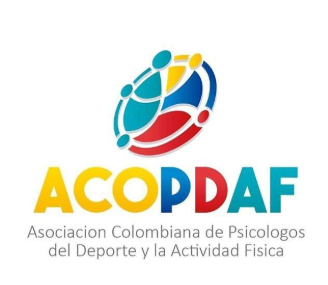 ACOPDAF
Asociacion Colombiana de Psicologos
del Deporte y la Actividad Fisica